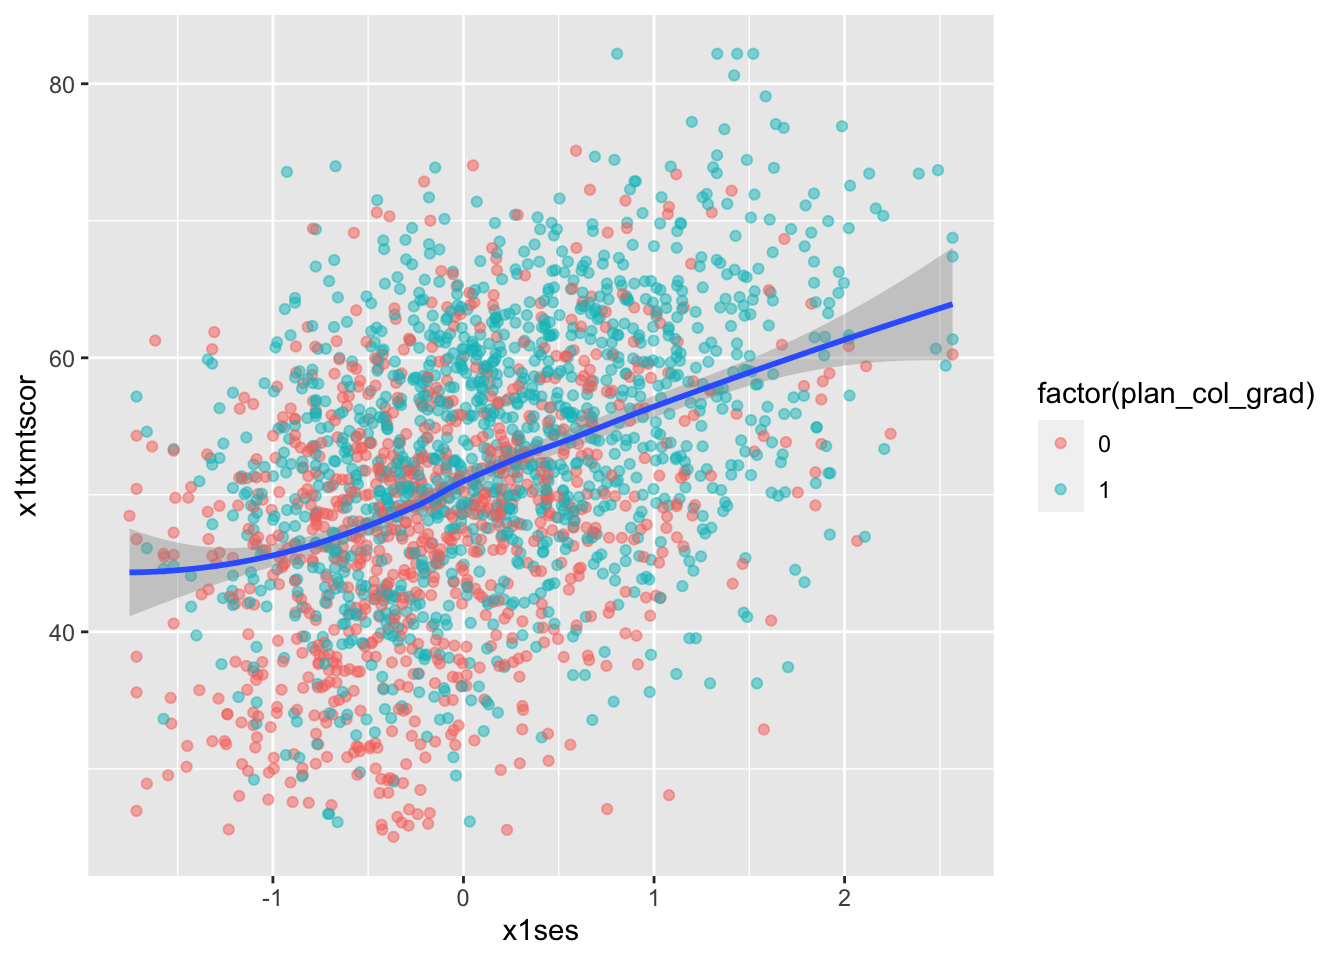 80
60
40
x1txmtscor
-1 0 1 2
x1ses
factor(plan_col_grad)
0
1